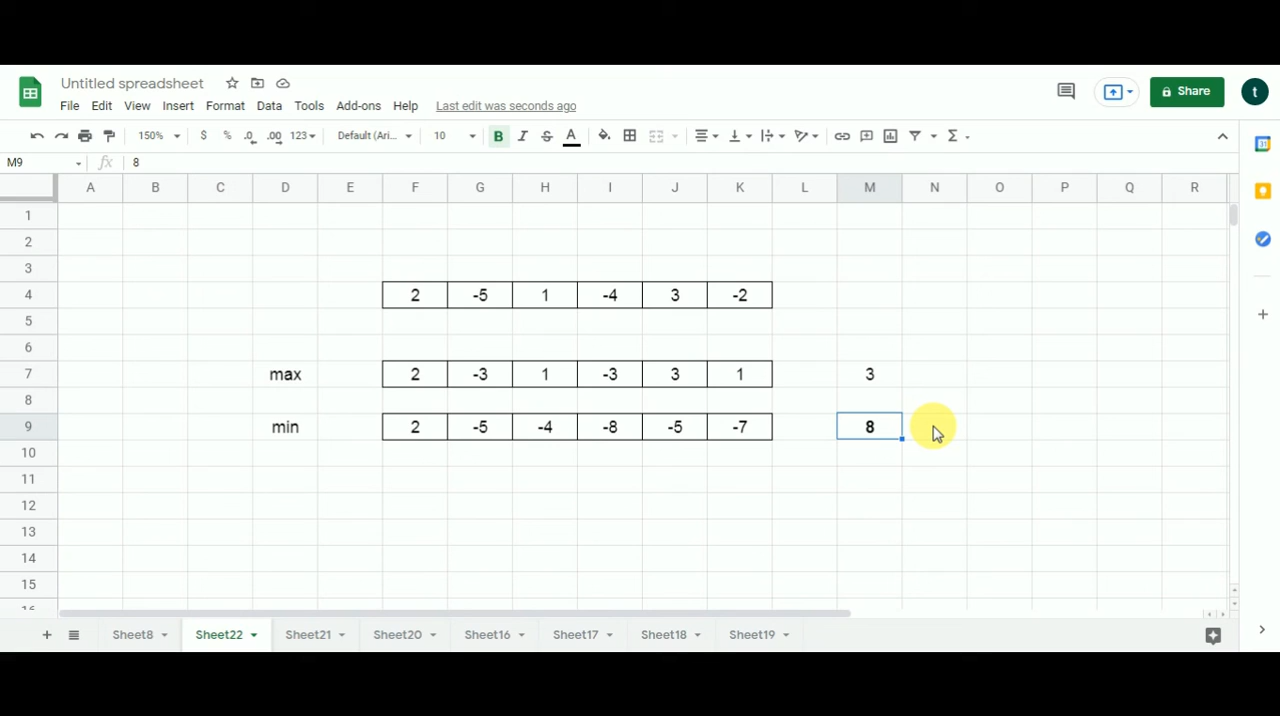 Untitled spreadsheet
Share
t
File Edit View Insert Format Data Tools Add-ons Help Last edit was seconds ago
150% $ % .0 .00 123 Default (Ari... 10 B I S A Σ
31
M9 fx 8
A B C D E F G H I J K L M N O P Q R
1
2
3
4 2 -5 1 -4 3 -2
5
6
7 max 2 -3 1 -3 3 1 3
8
9 min 2 -5 -4 -8 -5 -7 8
10
11
12
13
14
15
16
Sheet8 Sheet22 Sheet21 Sheet20 Sheet16 Sheet17 Sheet18 Sheet19